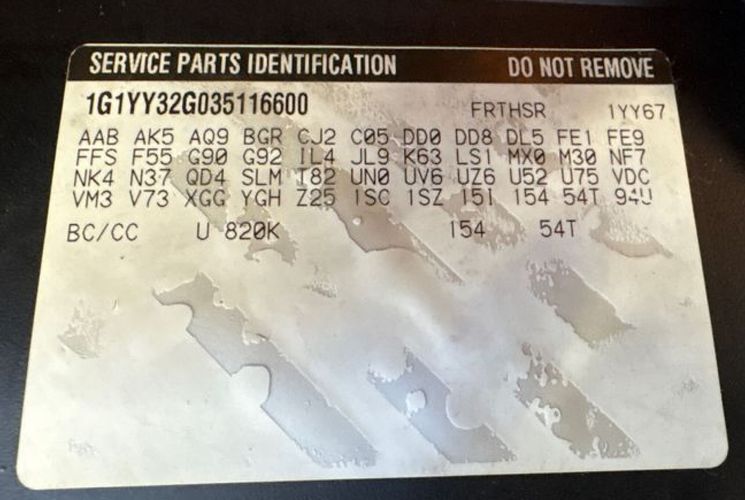 SERVICE PARTS IDENTIFICATION DO NOT REMOVE
1G1YY32G035116600 FRTHSR 1YY67
AAB AK5 AQ9 BGR CJ2 C05 DD0 DD8 DL5 FE1 FE9
FFS F55 G90 G92 IL4 JL9 K63 LS1 MX0 M30 NF7
NK4 N37 QD4 SLM T82 UN0 UV6 UZ6 U52 U75 VDC
VM3 V73 XGG YGH Z25 1SC 1SZ 15I 154 54T 94U
BC/CC U 820K 154 54T